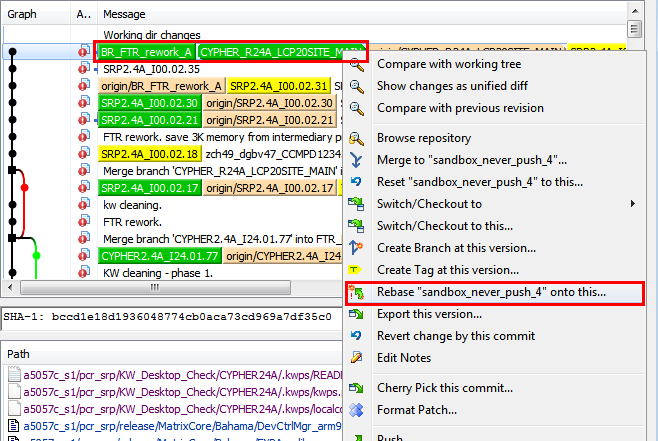 Graph A.. Message
Working dir changes
BR_FTR_rework_A CYPHER_R24A_LCP20SITE_MAIN origin/CYPHER_R24A_LCP20SITE_MAIN
SRP2.4A_I00.02.35
origin/BR_FTR_rework_A SRP2.4A_I00.02.31
SRP2.4A_I00.02.30 origin/SRP2.4A_I00.02.30
SRP2.4A_I00.02.21 origin/SRP2.4A_I00.02.21
FTR rework. save 3K memory from intermediary p
SRP2.4A_I00.02.18 zch49_dgbv47_CCMPD1234
Merge branch 'CYPHER_R24A_LCP20SITE_MAIN' i
SRP2.4A_I00.02.17 origin/SRP2.4A_I00.02.17
kw cleaning.
FTR rework.
Merge branch 'CYPHER2.4A_I24.01.77' into FTR_
CYPHER2.4A_I24.01.77 origin/CYPHER2.4A_I24.0
KW cleaning - phase 1.
SHA-1: bccd1e18d1936048774cb0aca73cd969a7df35c0
Path
a5057c_s1/pcr_srp/KW_Desktop_Check/CYPHER24A/.kwps/READ
a5057c_s1/pcr_srp/KW_Desktop_Check/CYPHER24A/.kwps/kwps.
a5057c_s1/pcr_srp/KW_Desktop_Check/CYPHER24A/.kwps/localco
a5057c_s1/pcr_srp/release/MatrixCore/Bahama/DevCtrlMgr_arm9
Compare with working tree
Show changes as unified diff
Compare with previous revision
Browse repository
Merge to "sandbox_never_push_4"...
Reset "sandbox_never_push_4" to this...
Switch/Checkout to
Switch/Checkout to this...
Create Branch at this version...
Create Tag at this version...
Rebase "sandbox_never_push_4" onto this...
Export this version...
Revert change by this commit
Edit Notes
Cherry Pick this commit...
Format Patch...
Push